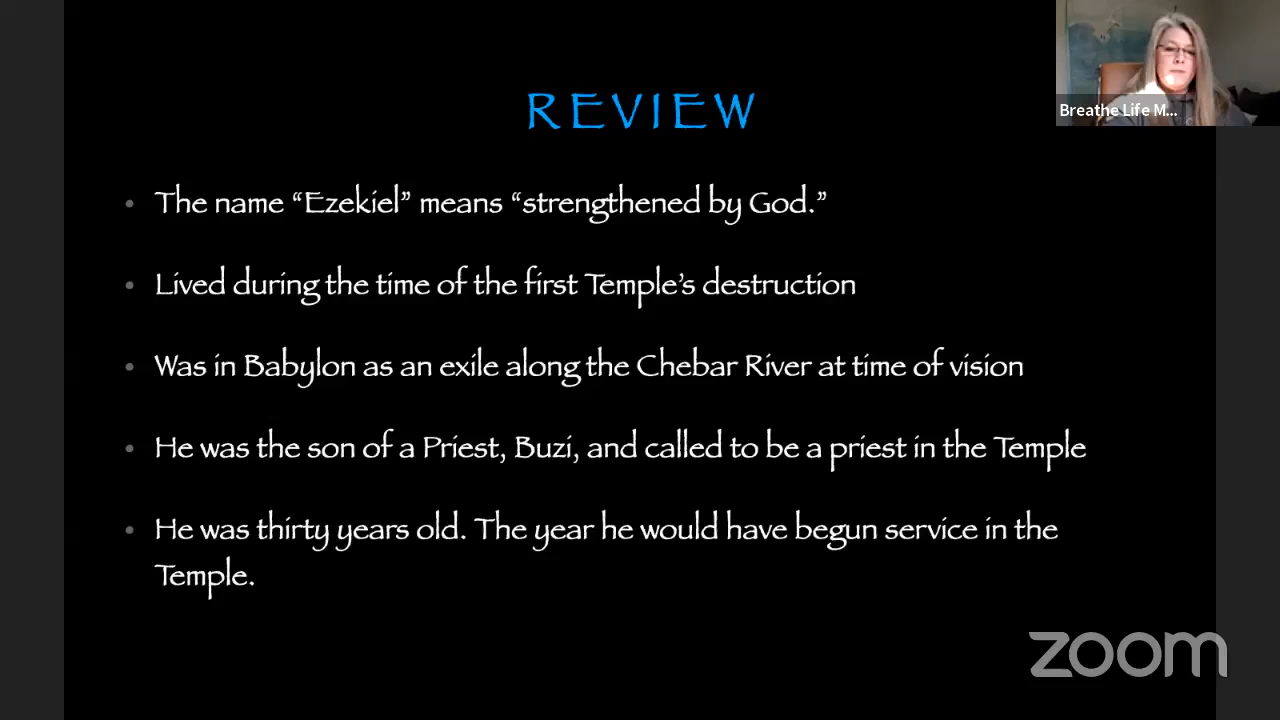 REVIEW
Breathe Life M...
• The name “Ezekiel” means “strengthened by God.”
• Lived during the time of the first Temple’s destruction
• Was in Babylon as an exile along the Chebar River at time of vision
• He was the son of a Priest, Buzi, and called to be a priest in the Temple
• He was thirty years old. The year he would have begun service in the
Temple.
zoom